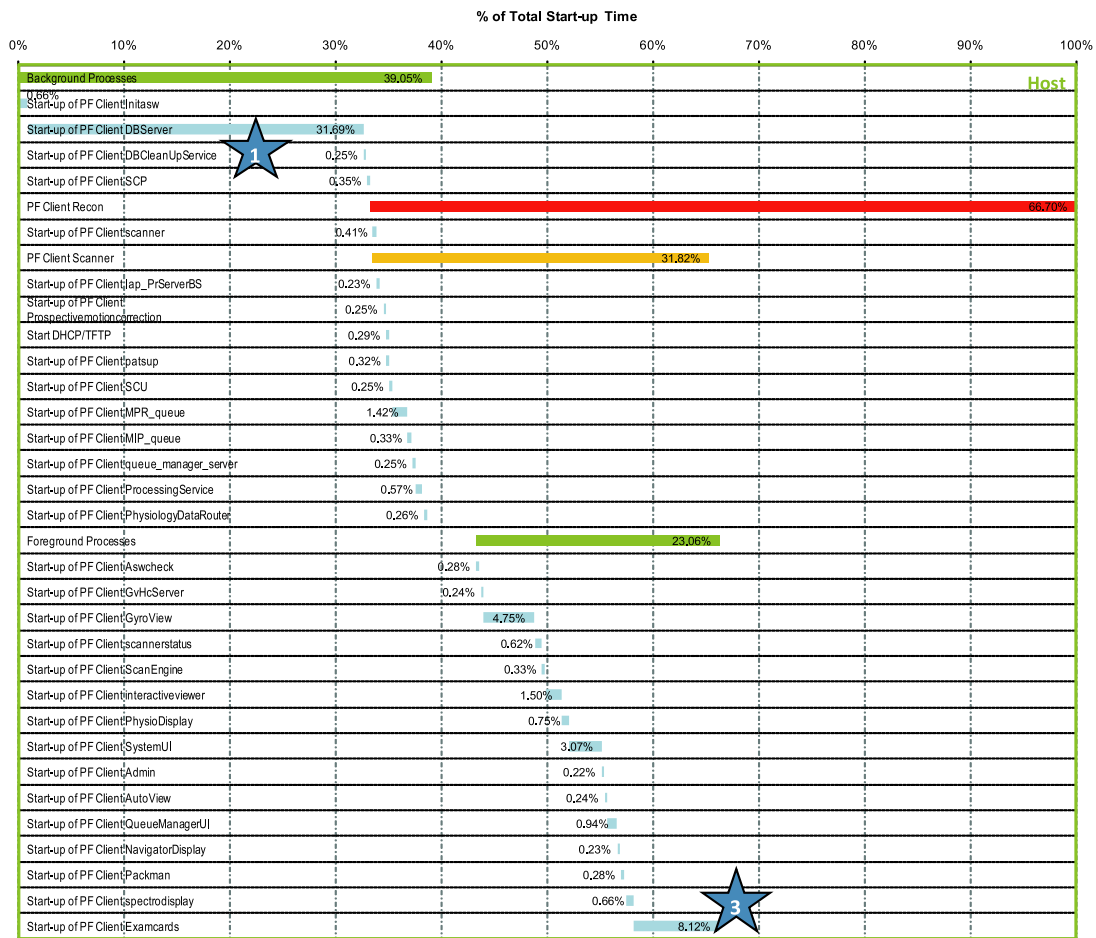 % of Total Start-up Time
0% 10% 20% 30% 40% 50% 60% 70% 80% 90% 100%
Background Processes 39.05% Host
0.66%
Start-up of PF Client:Initasw
Start-up of PF Client:DBServer 31.69%
1
Start-up of PF Client:DBCleanUpService 0.25%
Start-up of PF Client:SCP 0.35%
PF Client Recon 66.70%
Start-up of PF Client:scanner 0.41%
PF Client Scanner 31.82%
Start-up of PF Client:Iap_PrServerBS 0.23%
Start-up of PF Client:
Prospectivemotioncorrection 0.25%
Start DHCP/TFTP 0.29%
Start-up of PF Client:patsup 0.32%
Start-up of PF Client:SCU 0.25%
Start-up of PF Client:MPR_queue 1.42%
Start-up of PF Client:MIP_queue 0.33%
Start-up of PF Client:queue_manager_server 0.25%
Start-up of PF Client:ProcessingService 0.57%
Start-up of PF Client:PhysiologyDataRouter 0.26%
Foreground Processes 23.06%
Start-up of PF Client:Aswcheck 0.28%
Start-up of PF Client:GvHcServer 0.24%
Start-up of PF Client:GyroView 4.75%
Start-up of PF Client:scannerstatus 0.62%
Start-up of PF Client:ScanEngine 0.33%
Start-up of PF Client:interactiveviewer 1.50%
Start-up of PF Client:PhysioDisplay 0.75%
Start-up of PF Client:SystemUI 3.07%
Start-up of PF Client:Admin 0.22%
Start-up of PF Client:AutoView 0.24%
Start-up of PF Client:QueueManagerUI 0.94%
Start-up of PF Client:NavigatorDisplay 0.23%
Start-up of PF Client:Packman 0.28%
Start-up of PF Client:spectrodisplay 0.66%
3
Start-up of PF Client:Examcards 8.12%